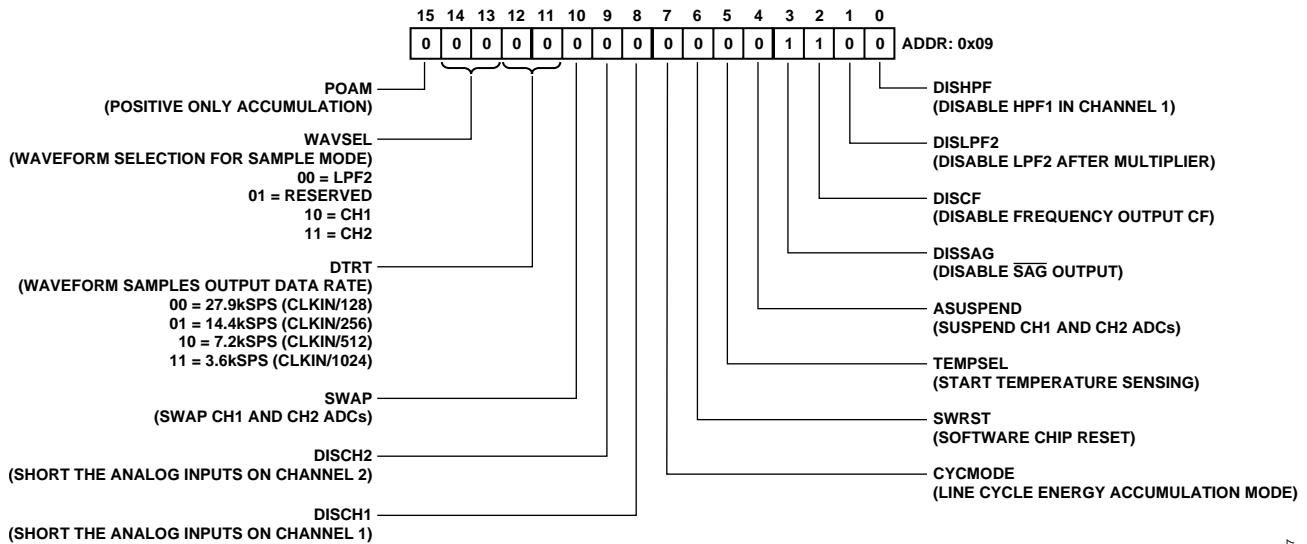 15 14 13 12 11 10 9 8 7 6 5 4 3 2 1 0
0 0 0 0 0 0 0 0 0 0 0 0 1 1 0 0 ADDR: 0x09
POAM
(POSITIVE ONLY ACCUMULATION)
WAVSEL
(WAVEFORM SELECTION FOR SAMPLE MODE)
00 = LPF2
01 = RESERVED
10 = CH1
11 = CH2
DTRT
(WAVEFORM SAMPLES OUTPUT DATA RATE)
00 = 27.9kSPS (CLKIN/128)
01 = 14.4kSPS (CLKIN/256)
10 = 7.2kSPS (CLKIN/512)
11 = 3.6kSPS (CLKIN/1024)
SWAP
(SWAP CH1 AND CH2 ADCs)
DISCH2
(SHORT THE ANALOG INPUTS ON CHANNEL 2)
DISCH1
(SHORT THE ANALOG INPUTS ON CHANNEL 1)
DISHPF
(DISABLE HPF1 IN CHANNEL 1)
DISLPF2
(DISABLE LPF2 AFTER MULTIPLIER)
DISCF
(DISABLE FREQUENCY OUTPUT CF)
DISSAG
(DISABLE SAG OUTPUT)
ASUSPEND
(SUSPEND CH1 AND CH2 ADCs)
TEMPSEL
(START TEMPERATURE SENSING)
SWRST
(SOFTWARE CHIP RESET)
CYCMODE
(LINE CYCLE ENERGY ACCUMULATION MODE)